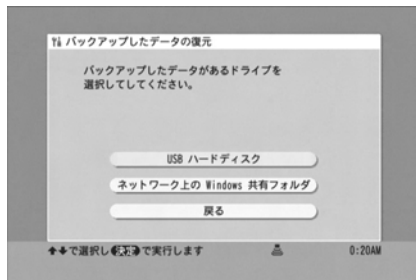 バックアップしたデータの復元
バックアップしたデータがあるドライブを
選択してしてください。
USB ハードディスク
ネットワーク上の Windows 共有フォルダ
戻る
↑↓で選択し 決定 で実行します
0:20AM